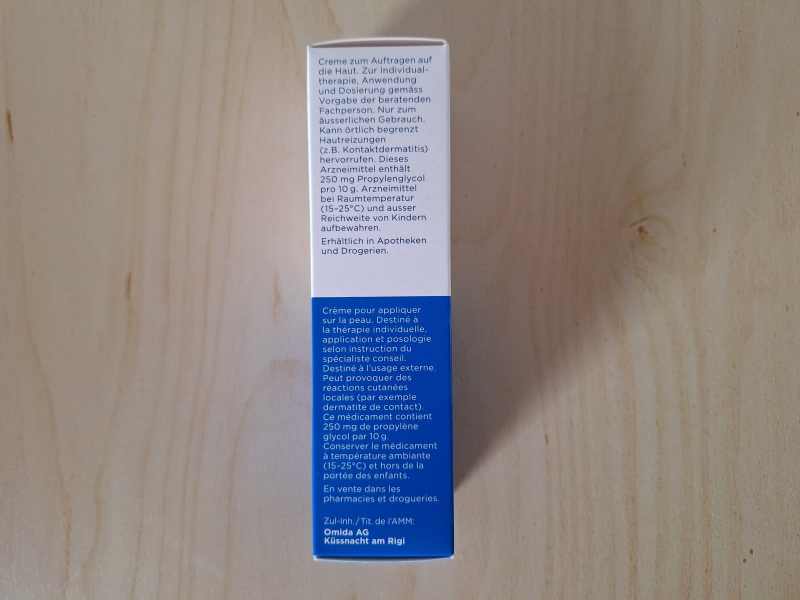 Creme zum Auftragen auf
die Haut. Zur Individual-
therapie, Anwendung
und Dosierung gemäss
Vorgabe der beratenden
Fachperson. Nur zum
äusserlichen Gebrauch.
Kann örtlich begrenzt
Hautreizungen
(z.B. Kontaktdermatitis)
hervorrufen. Dieses
Arzneimittel enthält
250 mg Propylenglycol
pro 10 g. Arzneimittel
bei Raumtemperatur
(15–25°C) und ausser
Reichweite von Kindern
aufbewahren.
Erhältlich in Apotheken
und Drogerien.
Crème pour appliquer
sur la peau. Destiné à
la thérapie individuelle,
application et posologie
selon instruction du
spécialiste conseil.
Destiné à l'usage externe.
Peut provoquer des
réactions cutanées
locales (par exemple
dermatite de contact).
Ce médicament contient
250 mg de propylène
glycol par 10 g.
Conserver le médicament
à température ambiante
(15–25°C) et hors de la
portée des enfants.
En vente dans les
pharmacies et drogueries.
Zul-Inh./Tit. de l'AMM:
Omida AG
Küssnacht am Rigi